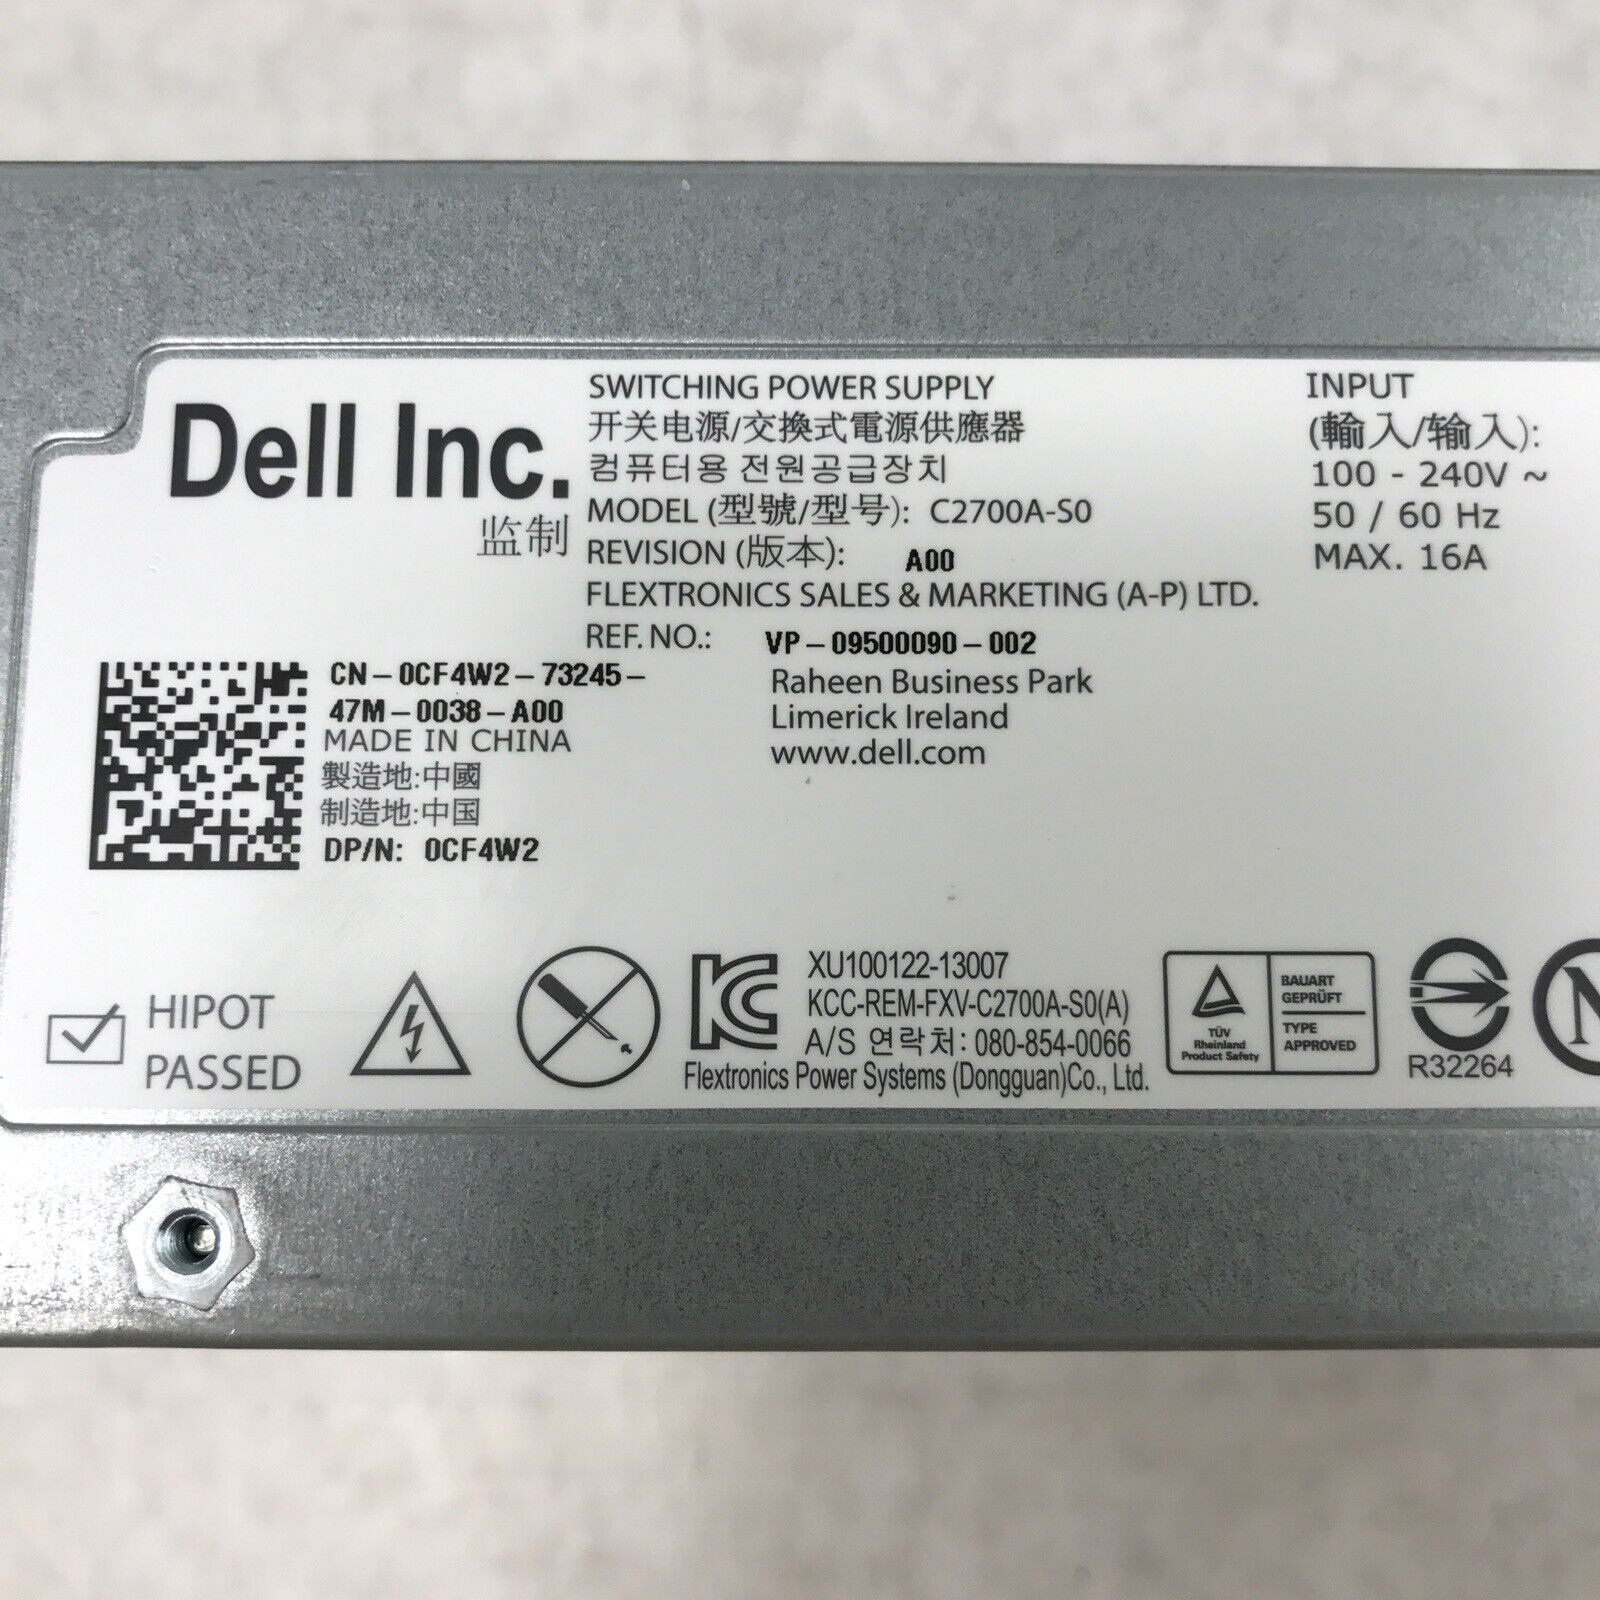 Dell Inc.
监制
SWITCHING POWER SUPPLY
开关电源/交換式電源供應器
컴퓨터용 전원공급장치
MODEL (型號/型号): C2700A-S0
REVISION (版本): A00
FLEXTRONICS SALES & MARKETING (A-P) LTD.
REF. NO.: VP-09500090-002
Raheen Business Park
Limerick Ireland
www.dell.com
INPUT
(輸入/输入):
100 - 240V ~
50 / 60 Hz
MAX. 16A
CN-0CF4W2-73245-
47M-0038-A00
MADE IN CHINA
製造地:中國
制造地:中国
DP/N: 0CF4W2
HIPOT
PASSED
XU100122-13007
KCC-REM-FXV-C2700A-S0(A)
A/S 연락처: 080-854-0066
Flextronics Power Systems (Dongguan)Co., Ltd.
TÜV
Rheinland
Product Safety
BAUART
GEPRÜFT
TYPE
APPROVED
R32264
N